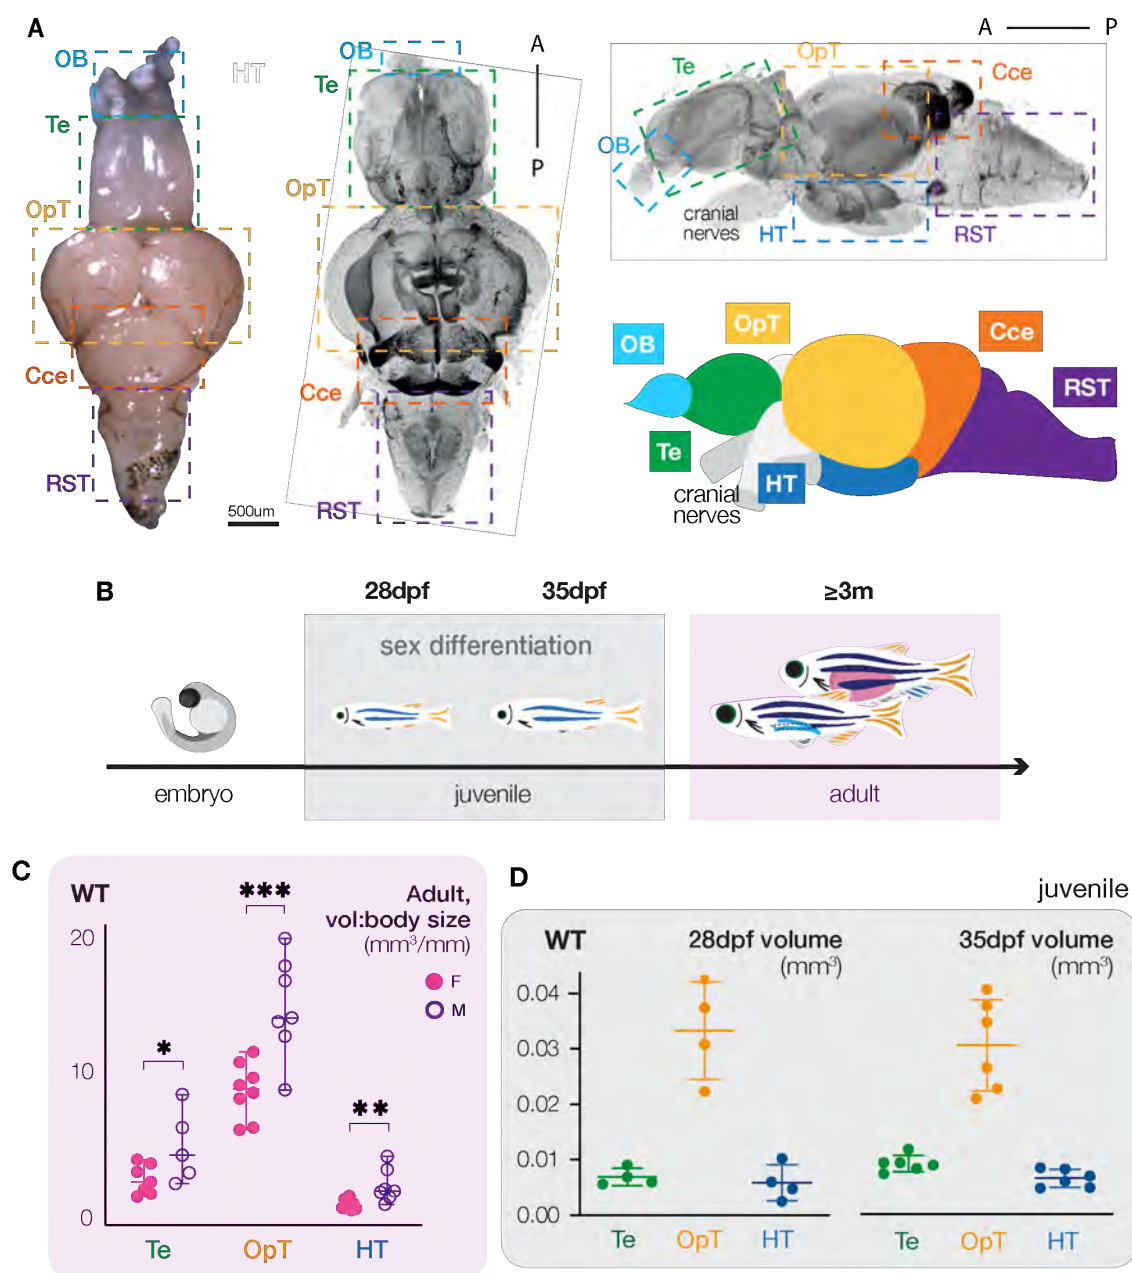 A
OB
HT
Te
OpT
Cce
RST
500um
OB
A
Te
P
OpT
Cce
RST
A P
OpT
Te
Cce
OB
cranial
nerves
HT
RST
OpT
OB
Cce
RST
Te
HT
cranial
nerves
B
28dpf 35dpf ≥3m
sex differentiation
embryo juvenile adult
C
WT
Adult,
vol:body size
(mm³/mm)
F
M
20
10
0
***
*
**
Te OpT HT
D
juvenile
WT
28dpf volume
(mm³)
35dpf volume
(mm³)
0.04
0.03
0.02
0.01
0.00
Te OpT HT
Te OpT HT